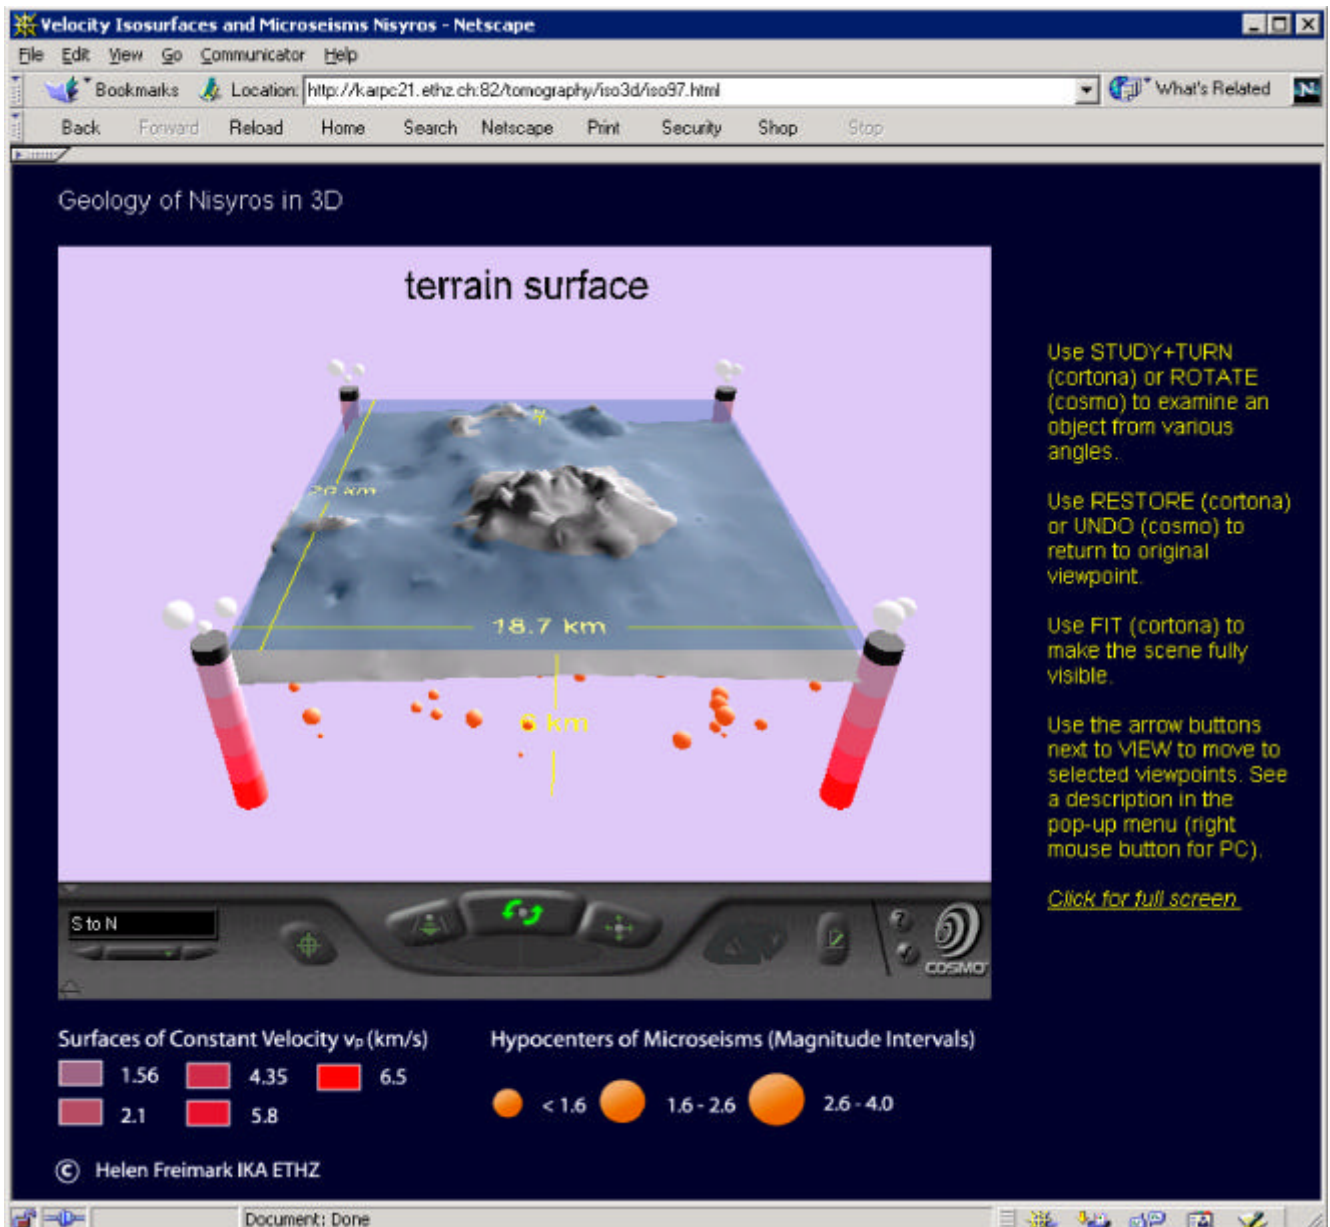 Velocity Isosurfaces and Microseisms Nisyros - Netscape
File Edit View Go Communicator Help
Bookmarks Location: http://karpc21.ethz.ch:82/tomography/iso3d/iso97.html What's Related N
Back Forward Reload Home Search Netscape Print Security Shop Stop
Geology of Nisyros in 3D
terrain surface
N
20 km
18.7 km
6 km
Use STUDY+TURN
(cortona) or ROTATE
(cosmo) to examine an
object from various
angles.
Use RESTORE (cortona)
or UNDO (cosmo) to
return to original
viewpoint.
Use FIT (cortona) to
make the scene fully
visible.
Use the arrow buttons
next to VIEW to move to
selected viewpoints. See
a description in the
pop-up menu (right
mouse button for PC).
Click for full screen
S to N
?
COSMO
Surfaces of Constant Velocity vp (km/s)
1.56 4.35 6.5
2.1 5.8
Hypocenters of Microseisms (Magnitude Intervals)
< 1.6 1.6 - 2.6 2.6 - 4.0
© Helen Freimark IKA ETHZ
Document: Done